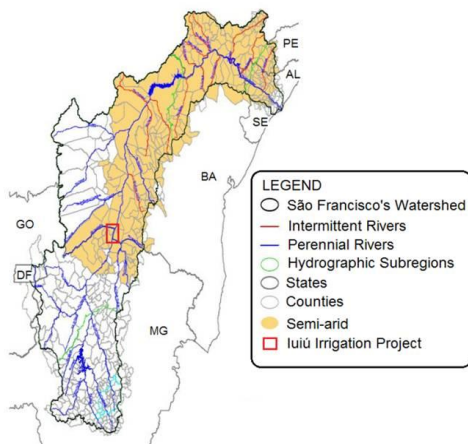 PE
AL
SE
BA
GO
DF
MG
LEGEND
São Francisco's Watershed
Intermittent Rivers
Perennial Rivers
Hydrographic Subregions
States
Counties
Semi-arid
Iuiú Irrigation Project